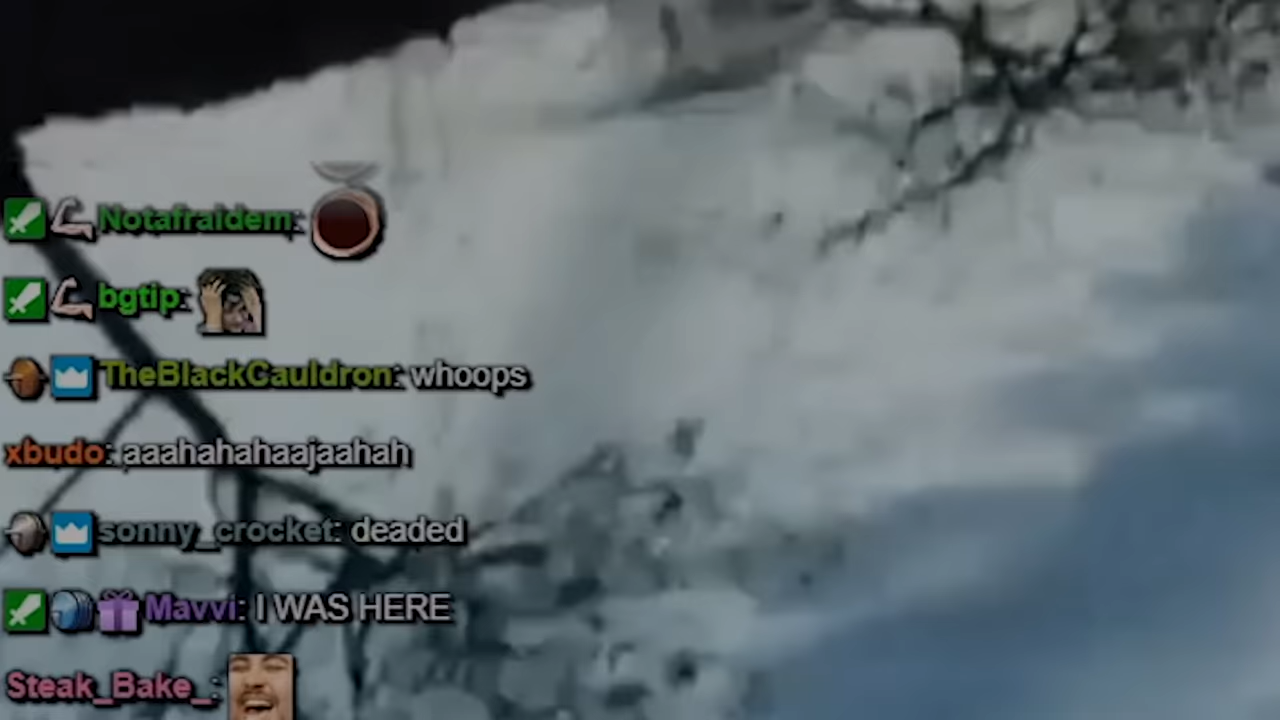 Notafraidem:
bgtip:
TheBlackCauldron: whoops
xbudo: aaahahahaajaahah
sonny_crocket: deaded
Mavvi: I WAS HERE
Steak_Bake_: